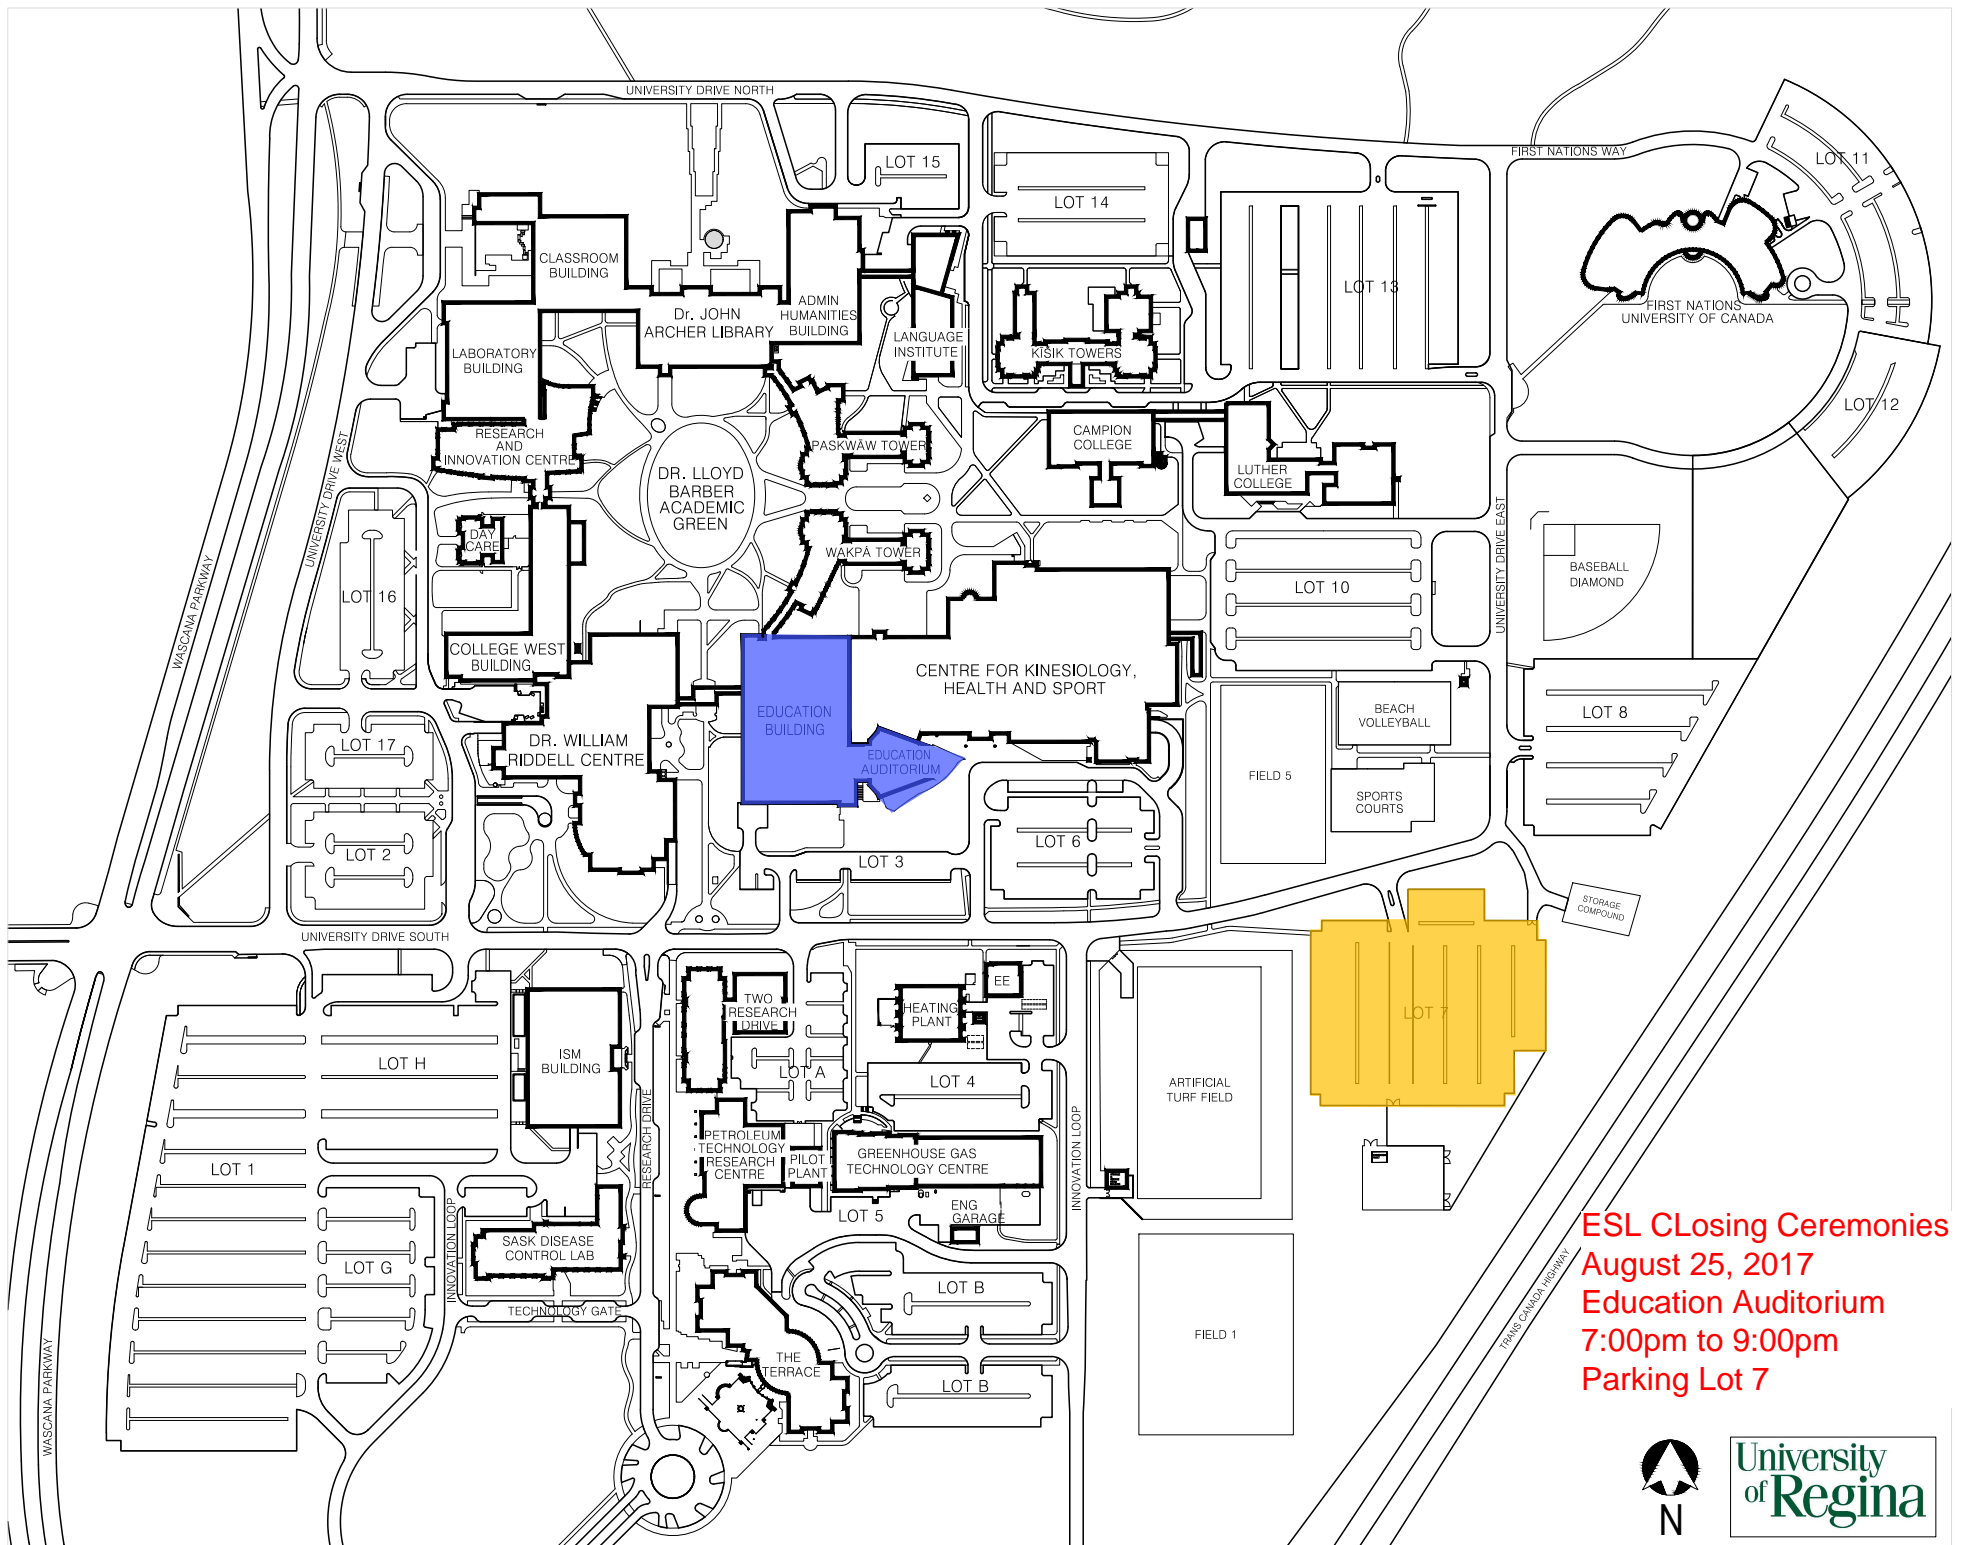 UNIVERSITY DRIVE NORTH
FIRST NATIONS WAY
LOT 11
LOT 15
LOT 14
CLASSROOM
BUILDING
LOT 13
ADMIN
HUMANITIES
BUILDING
Dr. JOHN
ARCHER LIBRARY
FIRST NATIONS
UNIVERSITY OF CANADA
LANGUAGE
INSTITUTE
KĪSIK TOWERS
LABORATORY
BUILDING
LOT 12
RESEARCH
AND
INNOVATION CENTRE
PASKWĀW TOWER
CAMPION
COLLEGE
LUTHER
COLLEGE
DR. LLOYD
BARBER
ACADEMIC
GREEN
UNIVERSITY DRIVE WEST
UNIVERSITY DRIVE EAST
WASCANA PARKWAY
DAY
CARE
WAKPĀ TOWER
BASEBALL
DIAMOND
LOT 16
LOT 10
COLLEGE WEST
BUILDING
CENTRE FOR KINESIOLOGY,
HEALTH AND SPORT
EDUCATION
BUILDING
BEACH
VOLLEYBALL
LOT 8
LOT 17
DR. WILLIAM
RIDDELL CENTRE
EDUCATION
AUDITORIUM
FIELD 5
SPORTS
COURTS
LOT 2
LOT 3
LOT 6
STORAGE
COMPOUND
UNIVERSITY DRIVE SOUTH
TWO
RESEARCH
DRIVE
HEATING
PLANT
EE
LOT 7
LOT H
ISM
BUILDING
LOT A
LOT 4
ARTIFICIAL
TURF FIELD
RESEARCH DRIVE
INNOVATION LOOP
PETROLEUM
TECHNOLOGY
RESEARCH
CENTRE
PILOT
PLANT
GREENHOUSE GAS
TECHNOLOGY CENTRE
LOT 1
LOT 5
ENG
GARAGE
INNOVATION LOOP
SASK DISEASE
CONTROL LAB
LOT G
LOT B
TECHNOLOGY GATE
FIELD 1
THE
TERRACE
LOT B
WASCANA PARKWAY
TRANS CANADA HIGHWAY
ESL CLosing Ceremonies
August 25, 2017
Education Auditorium
7:00pm to 9:00pm
Parking Lot 7
N
University
of Regina